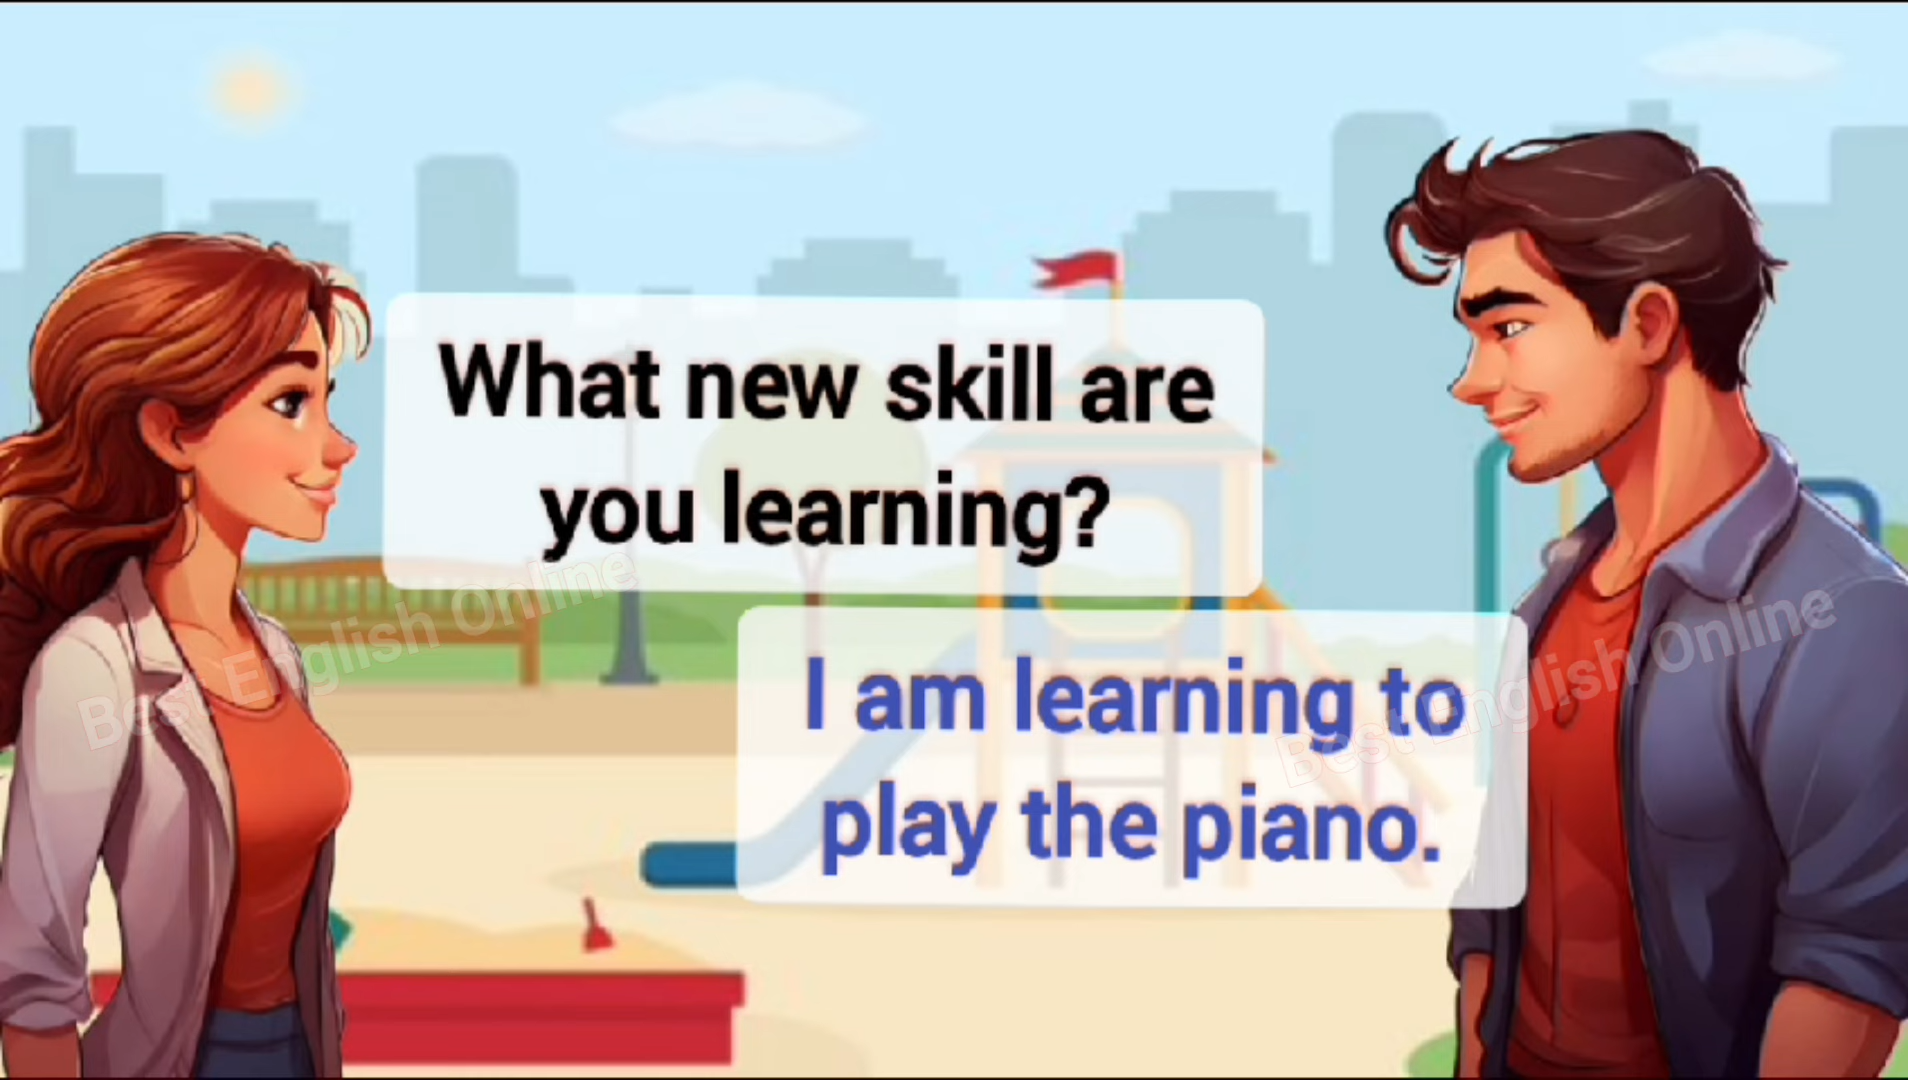 What new skill are
you learning?
I am learning to
play the piano.
Best English Online
Best English Online